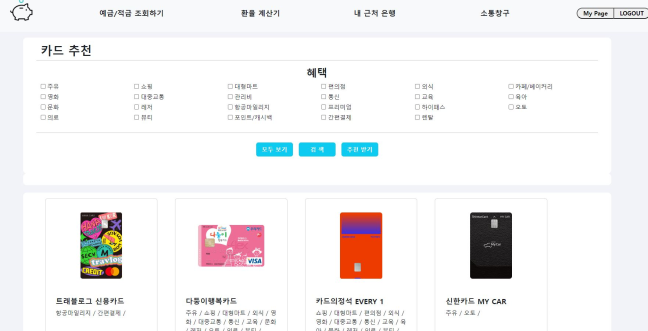 예금/적금 조회하기 환율 계산기 내 근처 은행 소통창구 My Page LOGOUT
카드 추천
혜택
주유 쇼핑 대형마트 편의점 외식 카페/베이커리
영화 대중교통 관리비 통신 교육 육아
문화 레저 항공마일리지 프리미엄 하이패스 오토
의료 뷰티 포인트/캐시백 간편결제 렌탈
모두 보기 검 색 추천 받기
트래블로그 신용카드
항공마일리지 / 간편결제 /
다둥이행복카드
주유 / 쇼핑 / 대형마트 / 외식 / 영
화 / 대중교통 / 통신 / 교육 / 문화
카드의정석 EVERY 1
쇼핑 / 대형마트 / 편의점 / 외식 /
영화 / 대중교통 / 통신 / 교육 / 육
신한카드 MY CAR
주유 / 오토 /
VISA
CREDIT